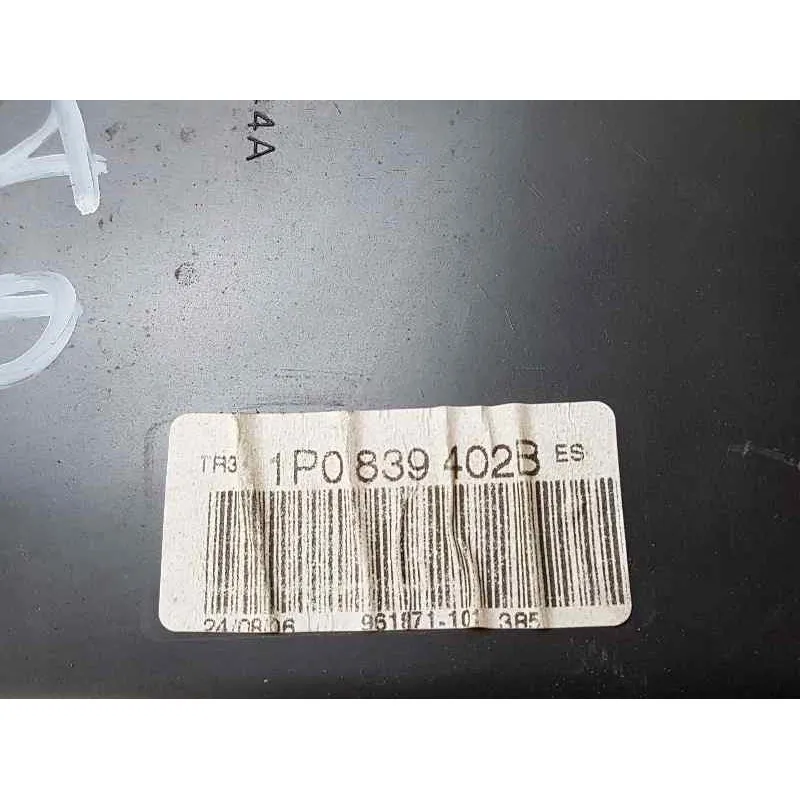 4A
TR3 1P0 839 402B ES
24/08/06 961871-101 385